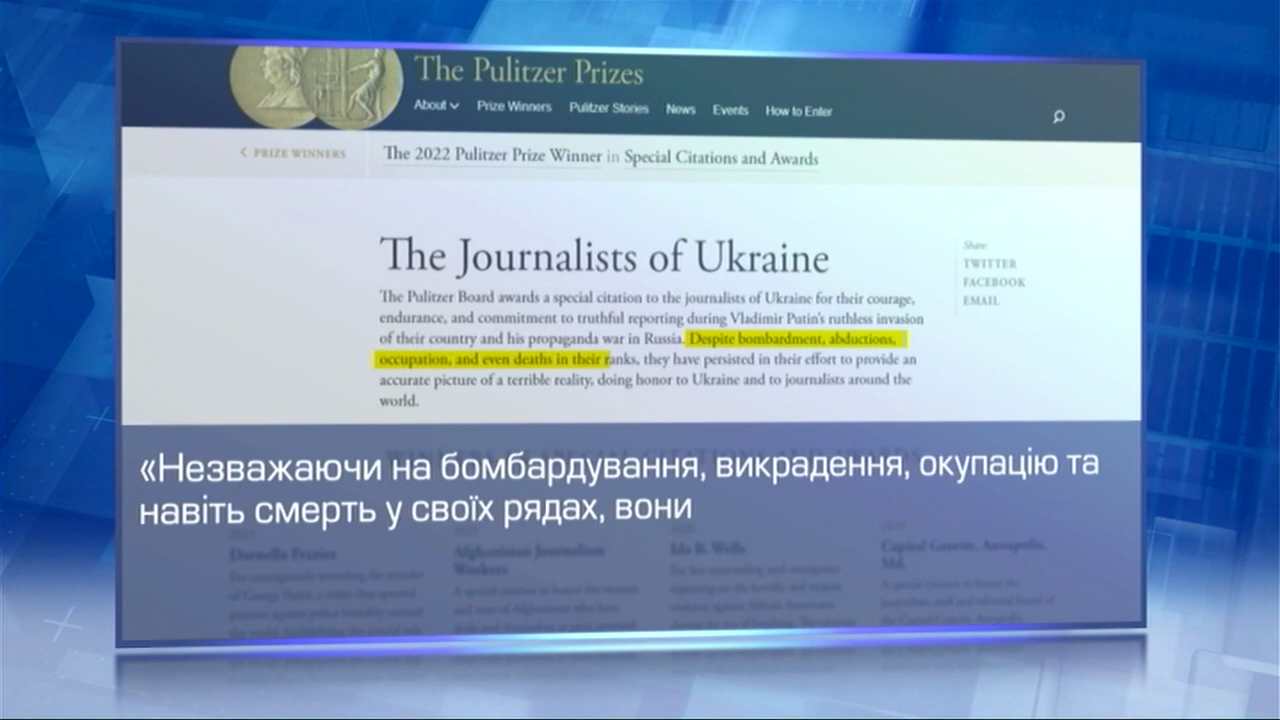 The Pulitzer Prizes
About Prize Winners Pulitzer Stories News Events How to Enter
PRIZE WINNERS
The 2022 Pulitzer Prize Winner in Special Citations and Awards
The Journalists of Ukraine
Share
TWITTER
FACEBOOK
EMAIL
The Pulitzer Board awards a special citation to the journalists of Ukraine for their courage,
endurance, and commitment to truthful reporting during Vladimir Putin's ruthless invasion
of their country and his propaganda war in Russia. Despite bombardment, abductions,
occupation, and even deaths in their ranks, they have persisted in their effort to provide an
accurate picture of a terrible reality, doing honor to Ukraine and to journalists around the
world.
«Незважаючи на бомбардування, викрадення, окупацію та
навіть смерть у своїх рядах, вони
Darnella Frazier
Afghanistan Journalism
Workers
Ida B. Wells
Capital Gazette, Annapolis,
Md.